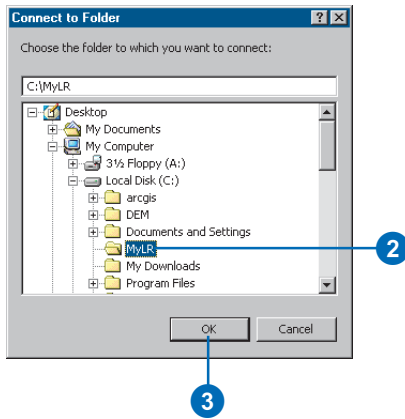 Connect to Folder
Choose the folder to which you want to connect:
C:\MyLR
Desktop
My Documents
My Computer
3½ Floppy (A:)
Local Disk (C:)
arcgis
DEM
Documents and Settings
MyLR
2
My Downloads
Program Files
OK
Cancel
3